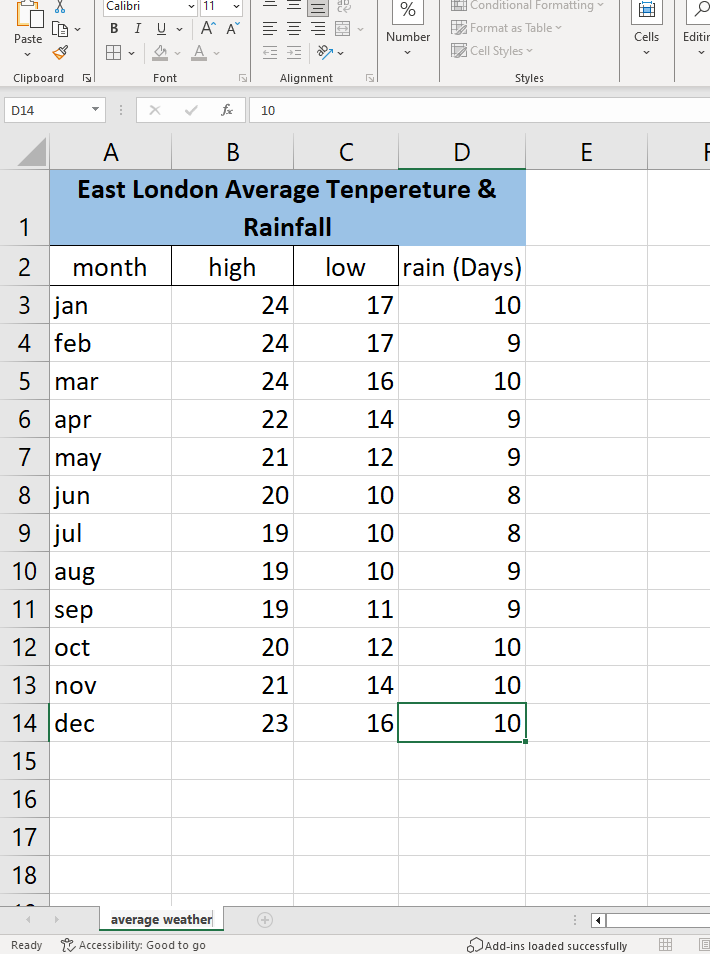 Calibri 11
Paste B I U A A
Number
Conditional Formatting
Format as Table
Cell Styles
Cells
Clipboard Font Alignment Styles
D14 fx 10
A B C D E
1 East London Average Tenpereture &
Rainfall
2 month high low rain (Days)
3 jan 24 17 10
4 feb 24 17 9
5 mar 24 16 10
6 apr 22 14 9
7 may 21 12 9
8 jun 20 10 8
9 jul 19 10 8
10 aug 19 10 9
11 sep 19 11 9
12 oct 20 12 10
13 nov 21 14 10
14 dec 23 16 10
15
16
17
18
average weather
Ready Accessibility: Good to go Add-ins loaded successfully